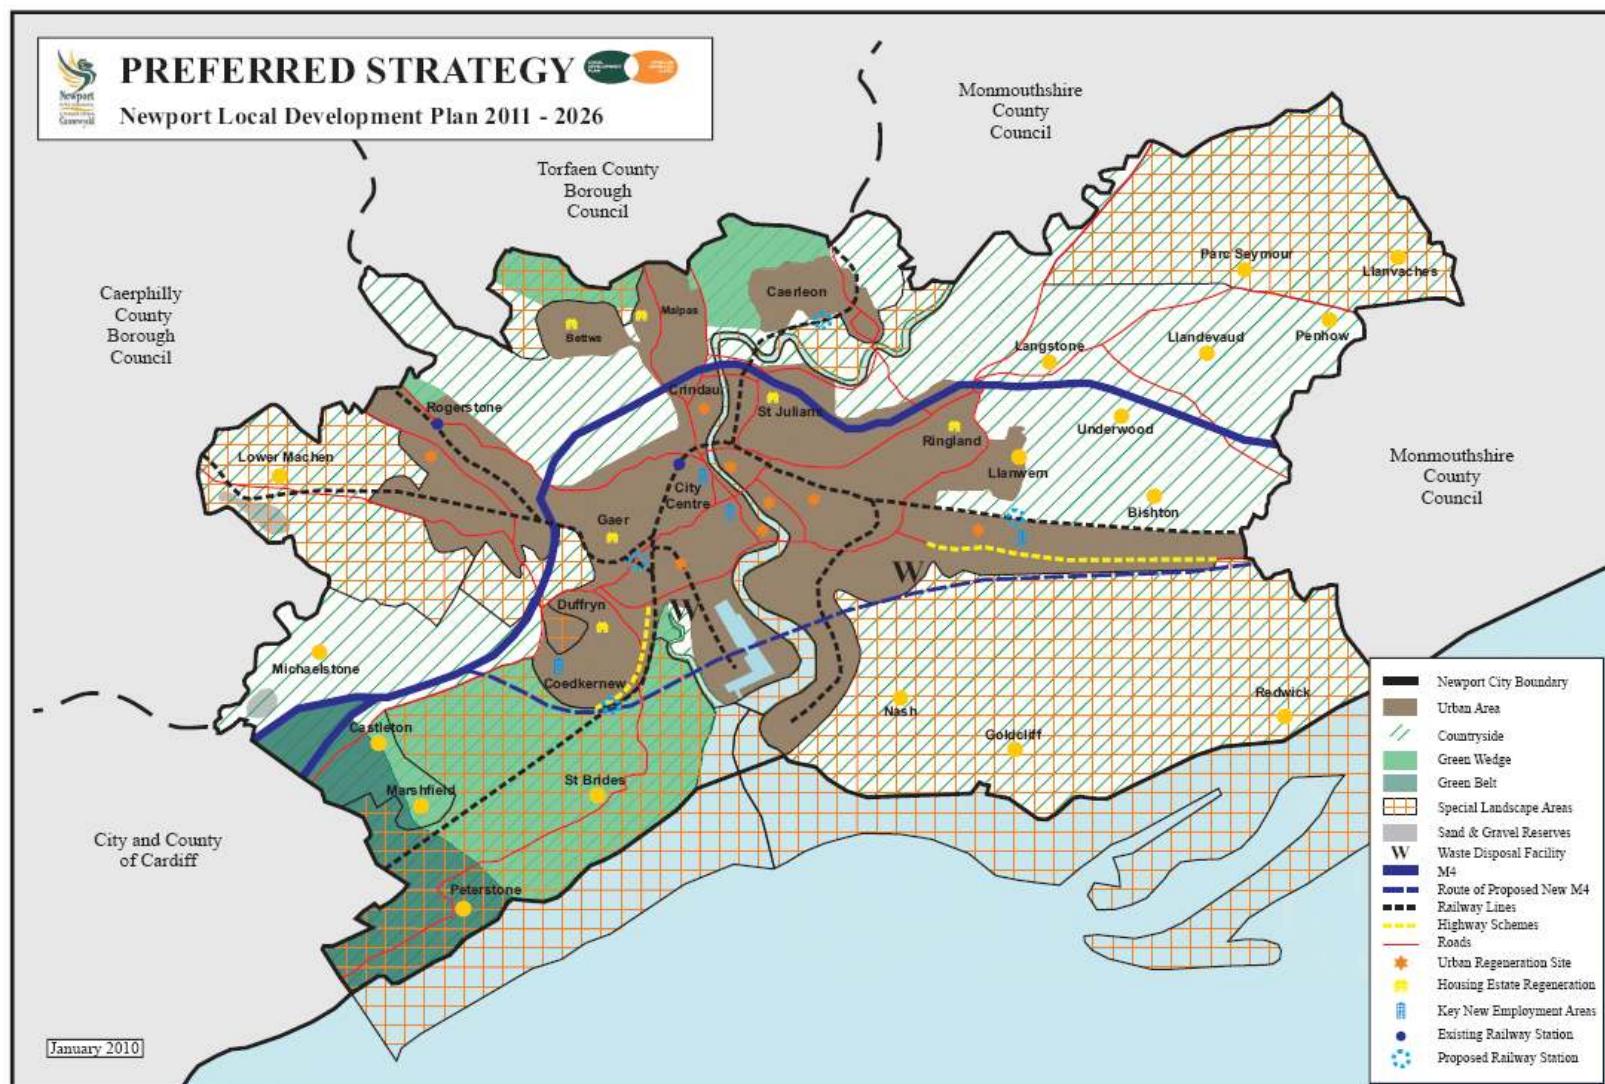 PREFERRED STRATEGY
Newport Local Development Plan 2011 - 2026
Newport
Monmouthshire
County
Council
Torfaen County
Borough
Council
Caerphilly
County
Borough
Council
Parc Seymour
Llanvaches
Caerleon
Malpas
Bettws
Penhow
Llandevaud
Langstone
Crindau
St Julians
Rogerstone
Underwood
Ringland
Lower Machen
Llanwern
Monmouthshire
County
Council
City
Centre
Bishton
Gaer
W
Duffryn
W
Michaelstone
Coedkernew
Nash
Redwick
Castleton
Goldcliff
St Brides
Marshfield
City and County
of Cardiff
Peterstone
Newport City Boundary
Urban Area
Countryside
Green Wedge
Green Belt
Special Landscape Areas
Sand & Gravel Reserves
W Waste Disposal Facility
M4
Route of Proposed New M4
Railway Lines
Highway Schemes
Roads
Urban Regeneration Site
Housing Estate Regeneration
Key New Employment Areas
Existing Railway Station
Proposed Railway Station
January 2010